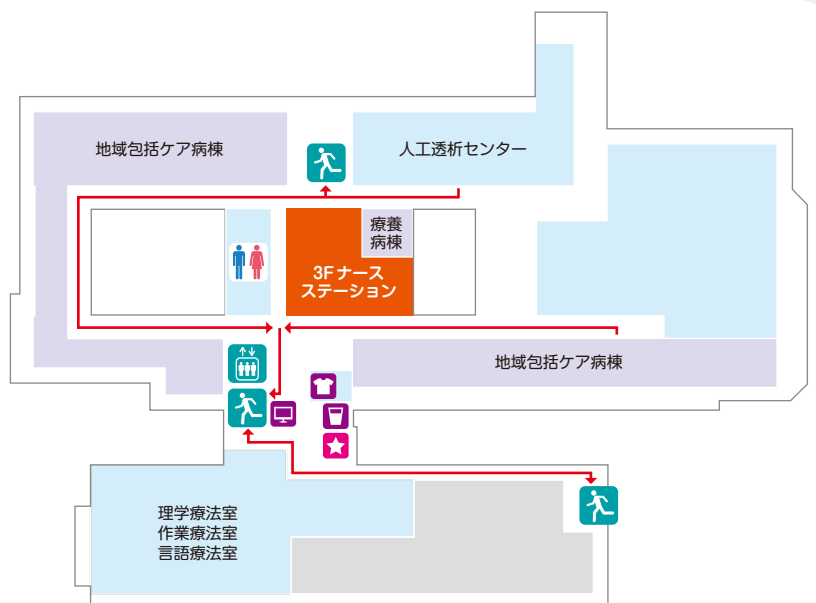 地域包括ケア病棟
人工透析センター
療養
病棟
3Fナース
ステーション
地域包括ケア病棟
理学療法室
作業療法室
言語療法室